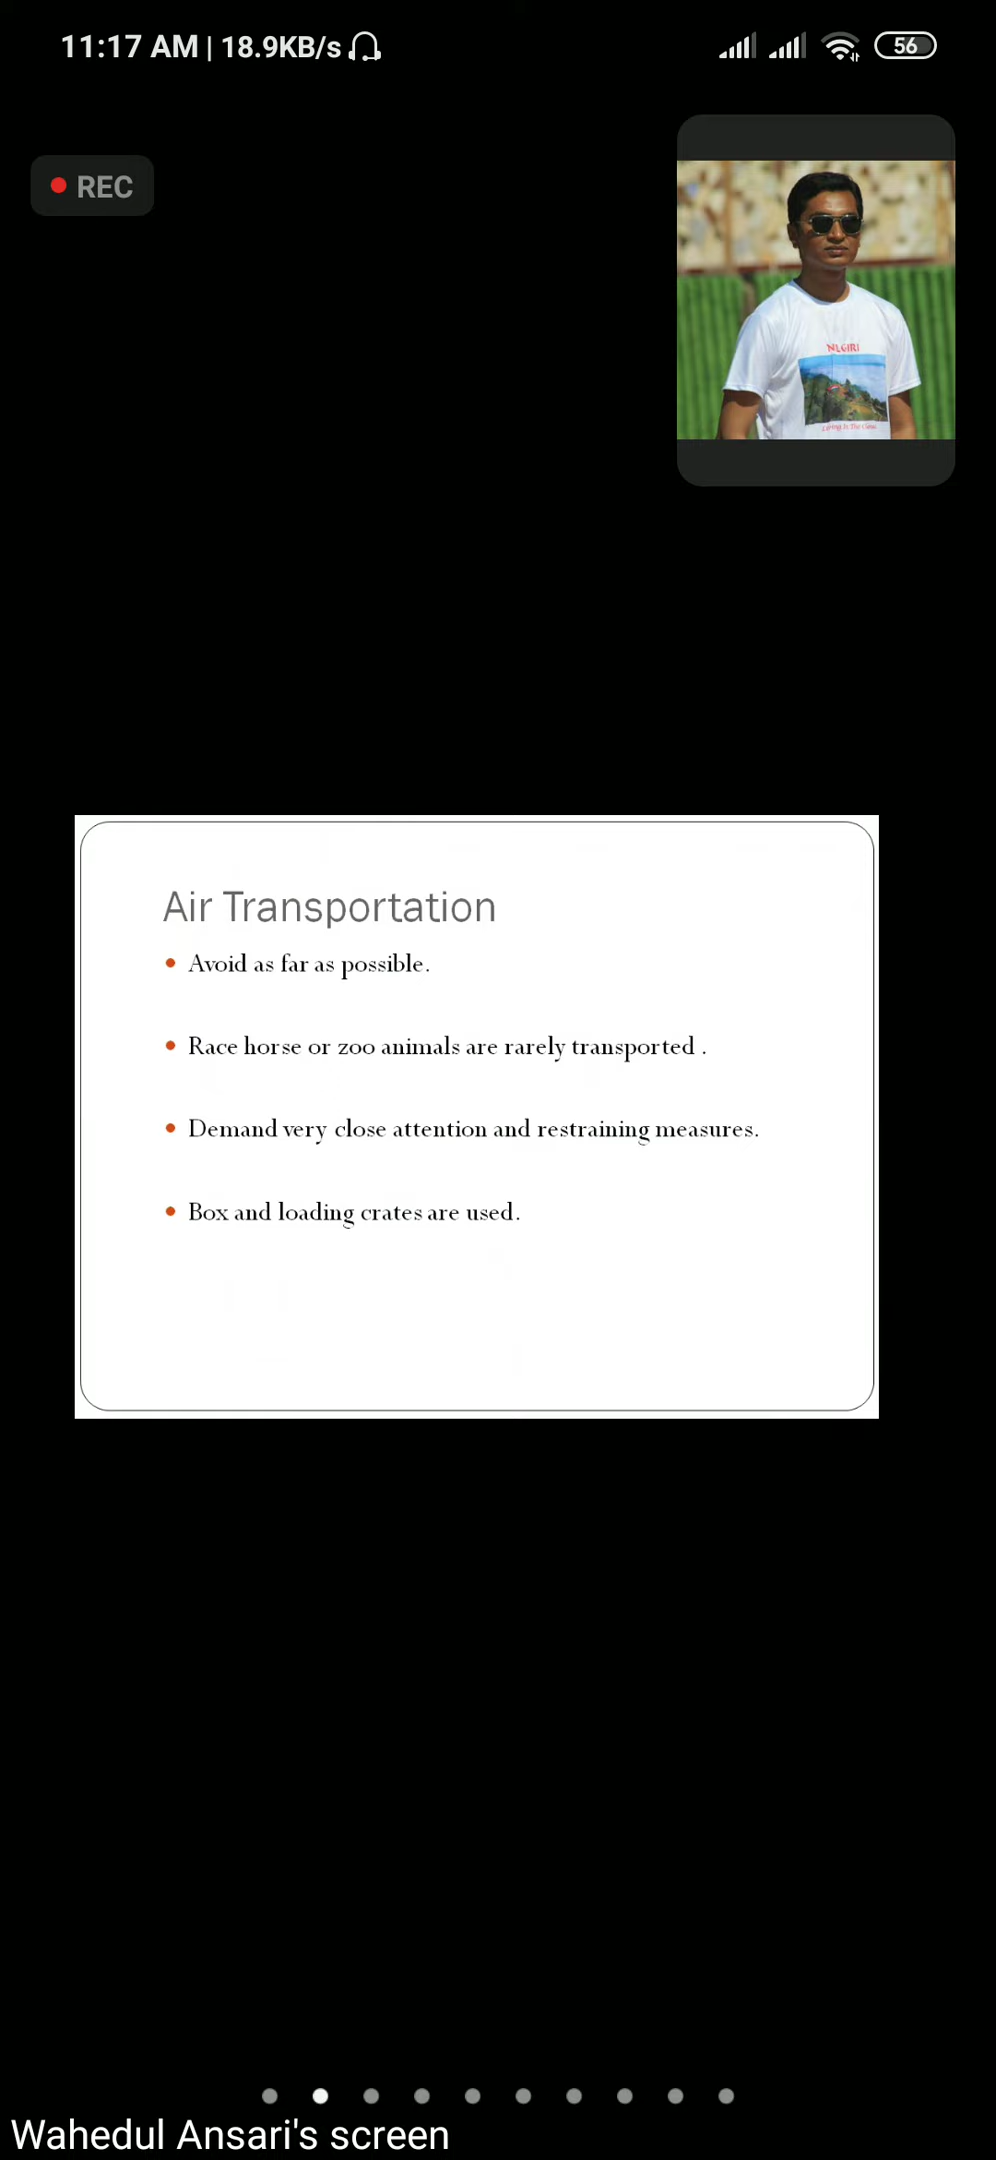 11:17 AM | 18.9KB/s
56
REC
NILGIRI
Air Transportation
• Avoid as far as possible.
• Race horse or zoo animals are rarely transported .
• Demand very close attention and restraining measures.
• Box and loading crates are used.
Wahedul Ansari's screen